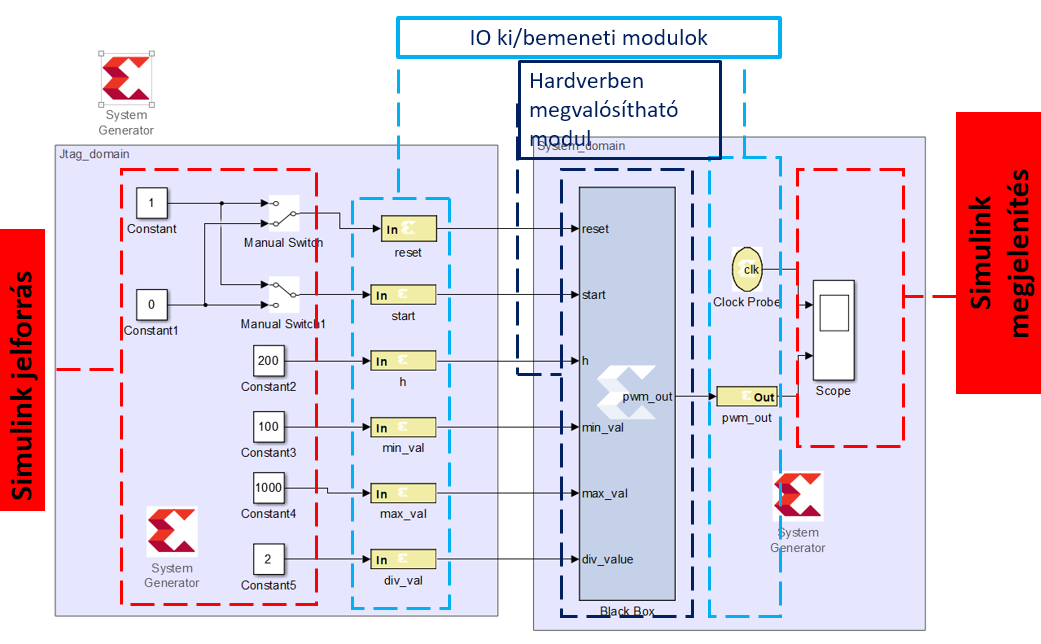 IO ki/bemeneti modulok
Hardverben
megvalósítható
modul
System
Generator
Jtag_domain
System_domain
Simulink jelforrás
1
Constant
Manual Switch
0
Constant1
Manual Switch1
200
Constant2
100
Constant3
1000
Constant4
2
Constant5
System
Generator
In
reset
In
start
In
h
In
min_val
In
max_val
In
div_val
reset
start
h
pwm_out
min_val
max_val
div_value
Black Box
clk
Clock Probe
Out
pwm_out
Scope
System
Generator
Simulink
megjelenítés